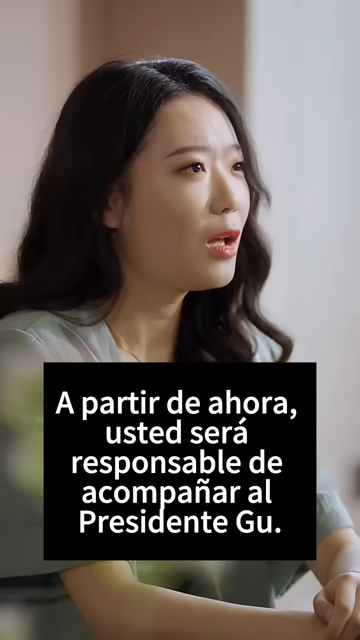 A partir de ahora,
usted será
responsable de
acompañar al
Presidente Gu.